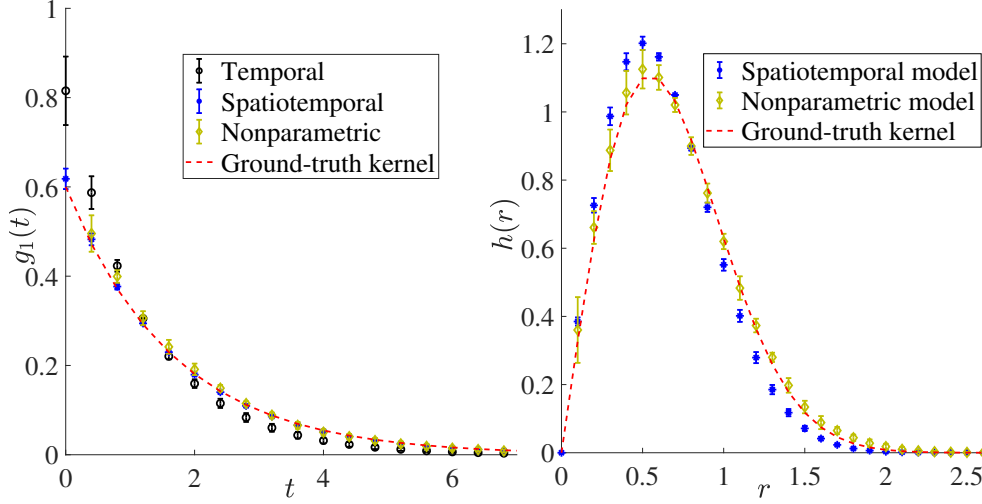 1
0.8
0.6
0.4
0.2
0
0
2
4
6
g₁(t)
t
Temporal
Spatiotemporal
Nonparametric
Ground-truth kernel
1.2
1
0.8
0.6
0.4
0.2
0
0
0.5
1
1.5
2
2.5
h(r)
r
Spatiotemporal model
Nonparametric model
Ground-truth kernel